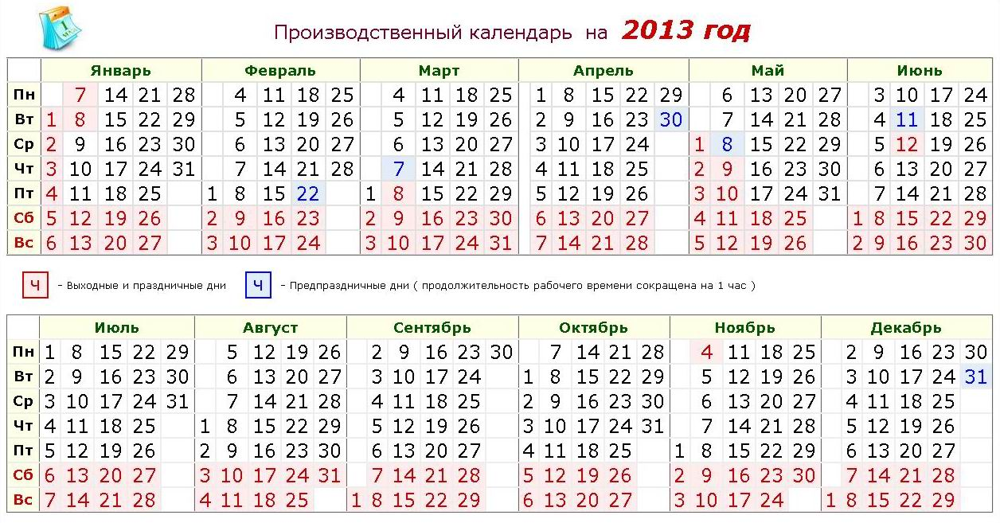 1
МАЯ
Производственный календарь на 2013 год
Январь Февраль Март Апрель Май Июнь
Пн 7 14 21 28 4 11 18 25 4 11 18 25 1 8 15 22 29 6 13 20 27 3 10 17 24
Вт 1 8 15 22 29 5 12 19 26 5 12 19 26 2 9 16 23 30 7 14 21 28 4 11 18 25
Ср 2 9 16 23 30 6 13 20 27 6 13 20 27 3 10 17 24 1 8 15 22 29 5 12 19 26
Чт 3 10 17 24 31 7 14 21 28 7 14 21 28 4 11 18 25 2 9 16 23 30 6 13 20 27
Пт 4 11 18 25 1 8 15 22 1 8 15 22 29 5 12 19 26 3 10 17 24 31 7 14 21 28
Сб 5 12 19 26 2 9 16 23 2 9 16 23 30 6 13 20 27 4 11 18 25 1 8 15 22 29
Вс 6 13 20 27 3 10 17 24 3 10 17 24 31 7 14 21 28 5 12 19 26 2 9 16 23 30
Ч - Выходные и праздничные дни Ч - Предпраздничные дни ( продолжительность рабочего времени сокращена на 1 час )
Июль Август Сентябрь Октябрь Ноябрь Декабрь
Пн 1 8 15 22 29 5 12 19 26 2 9 16 23 30 7 14 21 28 4 11 18 25 2 9 16 23 30
Вт 2 9 16 23 30 6 13 20 27 3 10 17 24 1 8 15 22 29 5 12 19 26 3 10 17 24 31
Ср 3 10 17 24 31 7 14 21 28 4 11 18 25 2 9 16 23 30 6 13 20 27 4 11 18 25
Чт 4 11 18 25 1 8 15 22 29 5 12 19 26 3 10 17 24 31 7 14 21 28 5 12 19 26
Пт 5 12 19 26 2 9 16 23 30 6 13 20 27 4 11 18 25 1 8 15 22 29 6 13 20 27
Сб 6 13 20 27 3 10 17 24 31 7 14 21 28 5 12 19 26 2 9 16 23 30 7 14 21 28
Вс 7 14 21 28 4 11 18 25 1 8 15 22 29 6 13 20 27 3 10 17 24 1 8 15 22 29